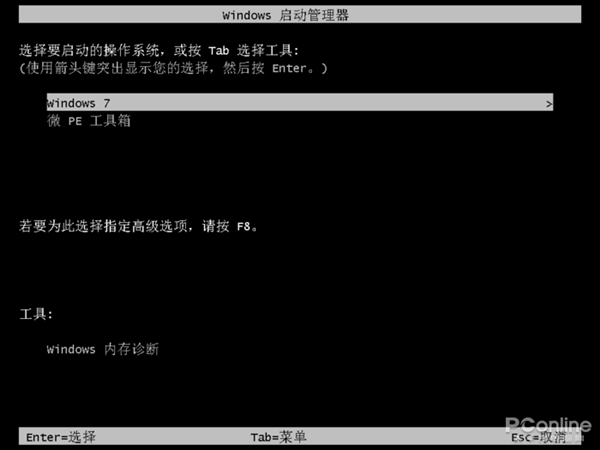 Windows 启动管理器
选择要启动的操作系统，或按 Tab 选择工具:
(使用箭头键突出显示您的选择，然后按 Enter。)
Windows 7 >
微 PE 工具箱
若要为此选择指定高级选项，请按 F8。
工具:
Windows 内存诊断
Enter=选择 Tab=菜单 Esc=取消
PConline